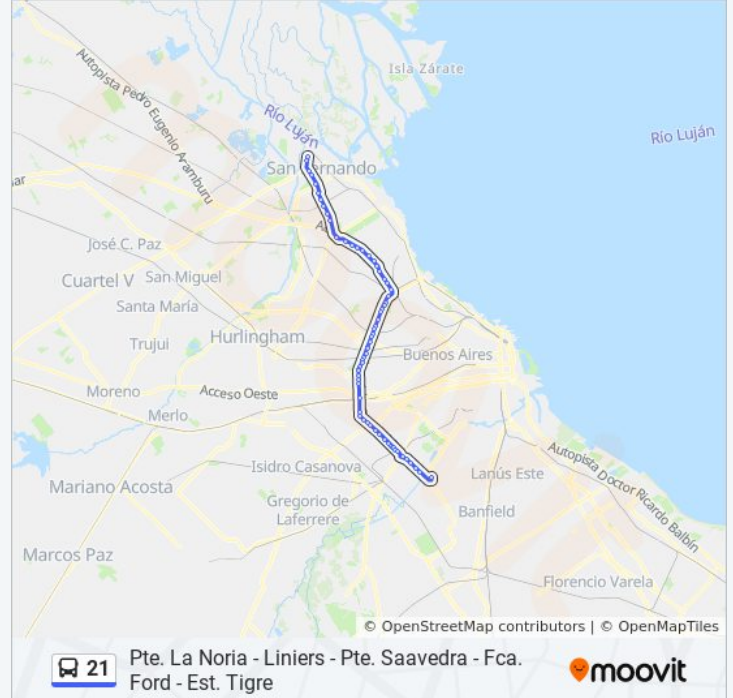 Isla Zárate
Autopista Pedro Eugenio Aramburu
Río Luján
Río Luján
San Fernando
ar
José C. Paz
Cuartel V
San Miguel
Santa María
Trujui
Hurlingham
Buenos Aires
Moreno
Acceso Oeste
Merlo
Isidro Casanova
Lanús Este
Autopista Doctor Ricardo Balbín
Mariano Acosta
Gregorio de
Laferrere
Banfield
Marcos Paz
Florencio Varela
© OpenStreetMap contributors | © OpenMapTiles
21
Pte. La Noria - Liniers - Pte. Saavedra - Fca.
Ford - Est. Tigre
moovit